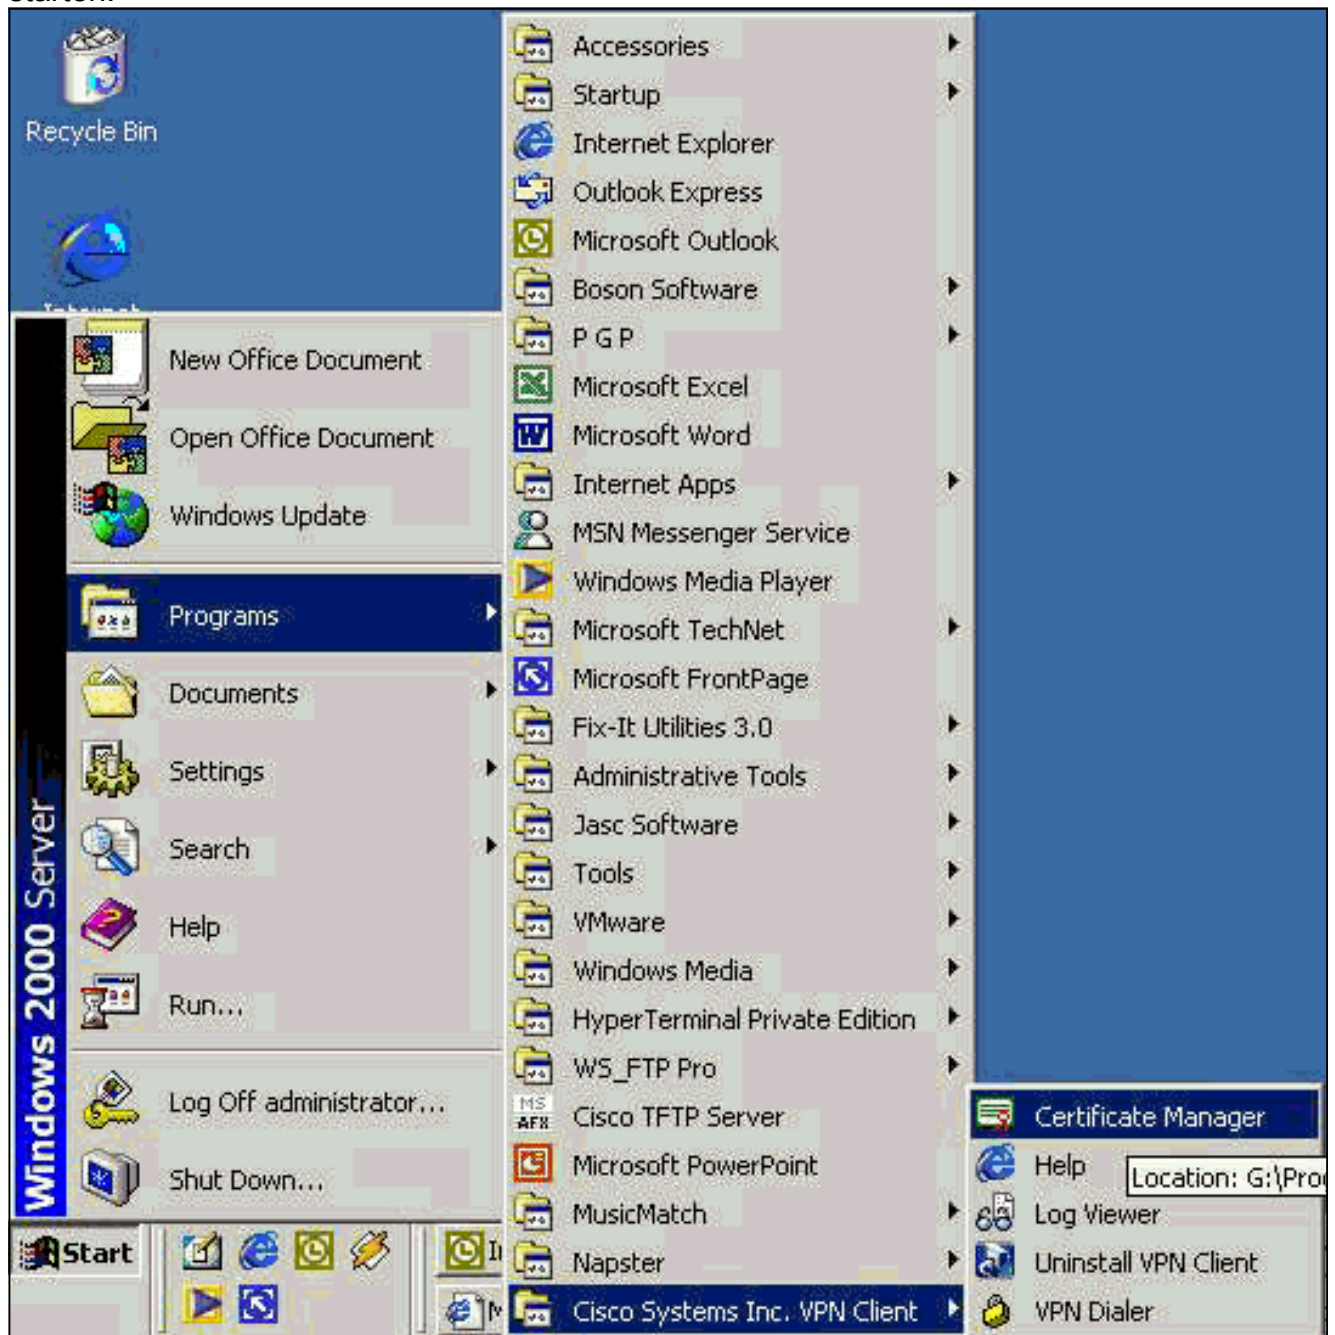 Recycle Bin
New Office Document
Open Office Document
Windows Update
Programs
Documents
Settings
Search
Help
Run...
Log Off administrator...
Shut Down...
Windows 2000 Server
Start
Accessories
Startup
Internet Explorer
Outlook Express
Microsoft Outlook
Boson Software
P G P
Microsoft Excel
Microsoft Word
Internet Apps
MSN Messenger Service
Windows Media Player
Microsoft TechNet
Microsoft FrontPage
Fix-It Utilities 3.0
Administrative Tools
Jasc Software
Tools
VMware
Windows Media
HyperTerminal Private Edition
WS_FTP Pro
MS
AFX
Cisco TFTP Server
Microsoft PowerPoint
MusicMatch
Napster
Cisco Systems Inc. VPN Client
Certificate Manager
Help
Location: G:\Pro
Log Viewer
Uninstall VPN Client
VPN Dialer